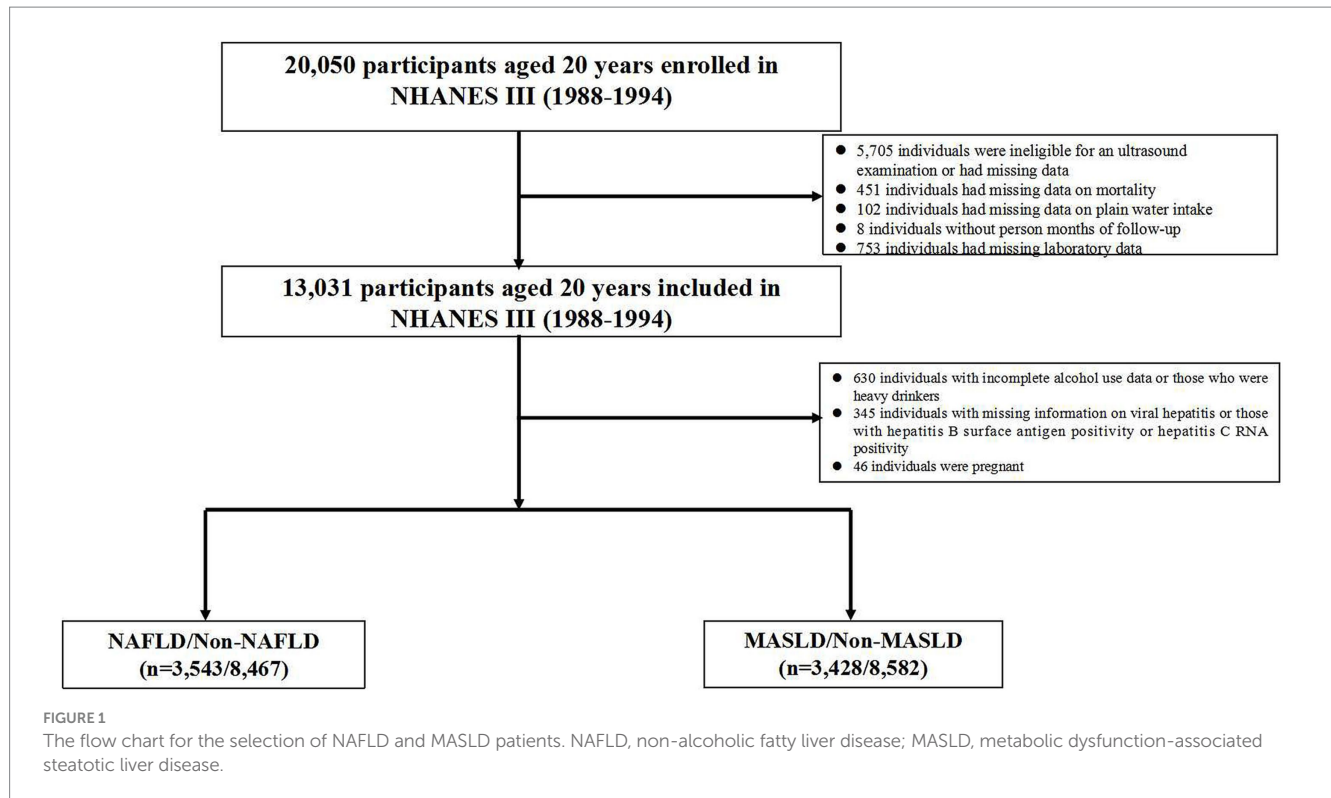 20,050 participants aged 20 years enrolled in
NHANES III (1988-1994)
● 5,705 individuals were ineligible for an ultrasound
examination or had missing data
● 451 individuals had missing data on mortality
● 102 individuals had missing data on plain water intake
● 8 individuals without person months of follow-up
● 753 individuals had missing laboratory data
13,031 participants aged 20 years included in
NHANES III (1988-1994)
● 630 individuals with incomplete alcohol use data or those who were
heavy drinkers
● 345 individuals with missing information on viral hepatitis or those
with hepatitis B surface antigen positivity or hepatitis C RNA
positivity
● 46 individuals were pregnant
NAFLD/Non-NAFLD
(n=3,543/8,467)
MASLD/Non-MASLD
(n=3,428/8,582)
FIGURE 1
The flow chart for the selection of NAFLD and MASLD patients. NAFLD, non-alcoholic fatty liver disease; MASLD, metabolic dysfunction-associated
steatotic liver disease.